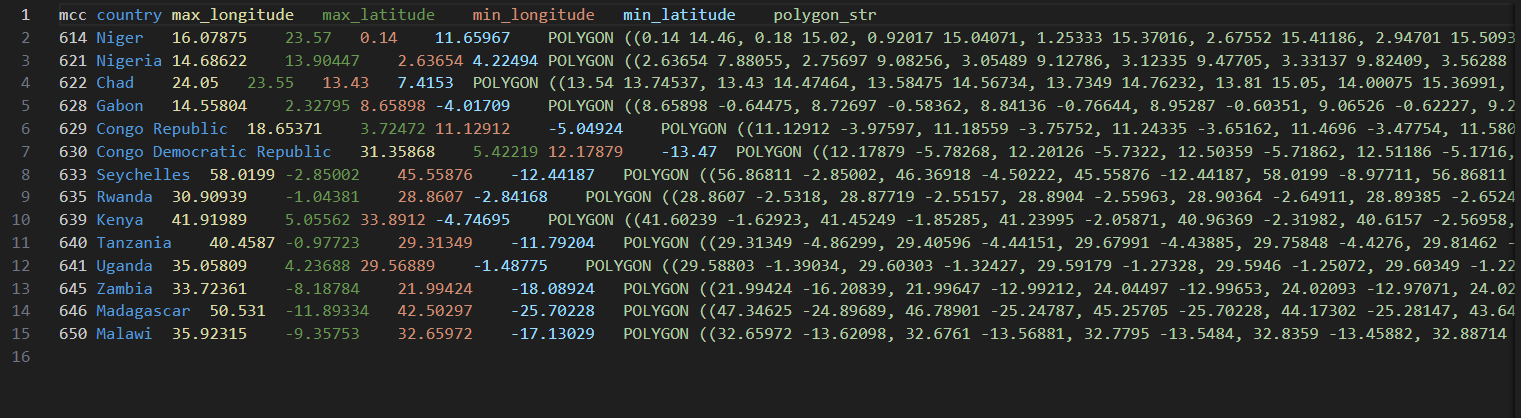 1 mcc country max_longitude max_latitude min_longitude min_latitude polygon_str
2 614 Niger 16.07875 23.57 0.14 11.65967 POLYGON ((0.14 14.46, 0.18 15.02, 0.92017 15.04071, 1.25333 15.37016, 2.67552 15.41186, 2.94701 15.5093
3 621 Nigeria 14.68622 13.90447 2.63654 4.22494 POLYGON ((2.63654 7.88055, 2.75697 9.08256, 3.05489 9.12786, 3.12335 9.47705, 3.33137 9.82409, 3.56288
4 622 Chad 24.05 23.55 13.43 7.4153 POLYGON ((13.54 13.74537, 13.43 14.47464, 13.58475 14.56734, 13.7349 14.76232, 13.81 15.05, 14.00075 15.36991,
5 628 Gabon 14.55804 2.32795 8.65898 -4.01709 POLYGON ((8.65898 -0.64475, 8.72697 -0.58362, 8.84136 -0.76644, 8.95287 -0.60351, 9.06526 -0.62227, 9.2
6 629 Congo Republic 18.65371 3.72472 11.12912 -5.04924 POLYGON ((11.12912 -3.97597, 11.18559 -3.75752, 11.24335 -3.65162, 11.4696 -3.47754, 11.580
7 630 Congo Democratic Republic 31.35868 5.42219 12.17879 -13.47 POLYGON ((12.17879 -5.78268, 12.20126 -5.7322, 12.50359 -5.71862, 12.51186 -5.1716,
8 633 Seychelles 58.0199 -2.85002 45.55876 -12.44187 POLYGON ((56.86811 -2.85002, 46.36918 -4.50222, 45.55876 -12.44187, 58.0199 -8.97711, 56.86811
9 635 Rwanda 30.90939 -1.04381 28.8607 -2.84168 POLYGON ((28.8607 -2.5318, 28.87719 -2.55157, 28.8904 -2.55963, 28.90364 -2.64911, 28.89385 -2.6524
10 639 Kenya 41.91989 5.05562 33.8912 -4.74695 POLYGON ((41.60239 -1.62923, 41.45249 -1.85285, 41.23995 -2.05871, 40.96369 -2.31982, 40.6157 -2.56958,
11 640 Tanzania 40.4587 -0.97723 29.31349 -11.79204 POLYGON ((29.31349 -4.86299, 29.40596 -4.44151, 29.67991 -4.43885, 29.75848 -4.4276, 29.81462 -
12 641 Uganda 35.05809 4.23688 29.56889 -1.48775 POLYGON ((29.58803 -1.39034, 29.60303 -1.32427, 29.59179 -1.27328, 29.5946 -1.25072, 29.60349 -1.22
13 645 Zambia 33.72361 -8.18784 21.99424 -18.08924 POLYGON ((21.99424 -16.20839, 21.99647 -12.99212, 24.04497 -12.99653, 24.02093 -12.97071, 24.02
14 646 Madagascar 50.531 -11.89334 42.50297 -25.70228 POLYGON ((47.34625 -24.89689, 46.78901 -25.24787, 45.25705 -25.70228, 44.17302 -25.28147, 43.64
15 650 Malawi 35.92315 -9.35753 32.65972 -17.13029 POLYGON ((32.65972 -13.62098, 32.6761 -13.56881, 32.7795 -13.5484, 32.8359 -13.45882, 32.88714
16